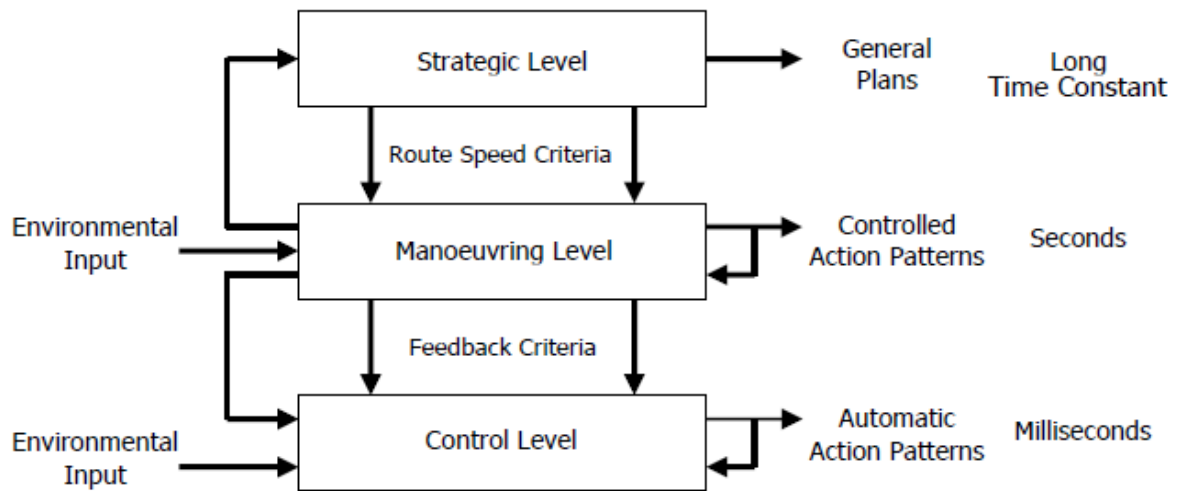 Strategic Level
General
Plans
Long
Time Constant
Route Speed Criteria
Environmental
Input
Manoeuvring Level
Controlled
Action Patterns
Seconds
Feedback Criteria
Environmental
Input
Control Level
Automatic
Action Patterns
Milliseconds